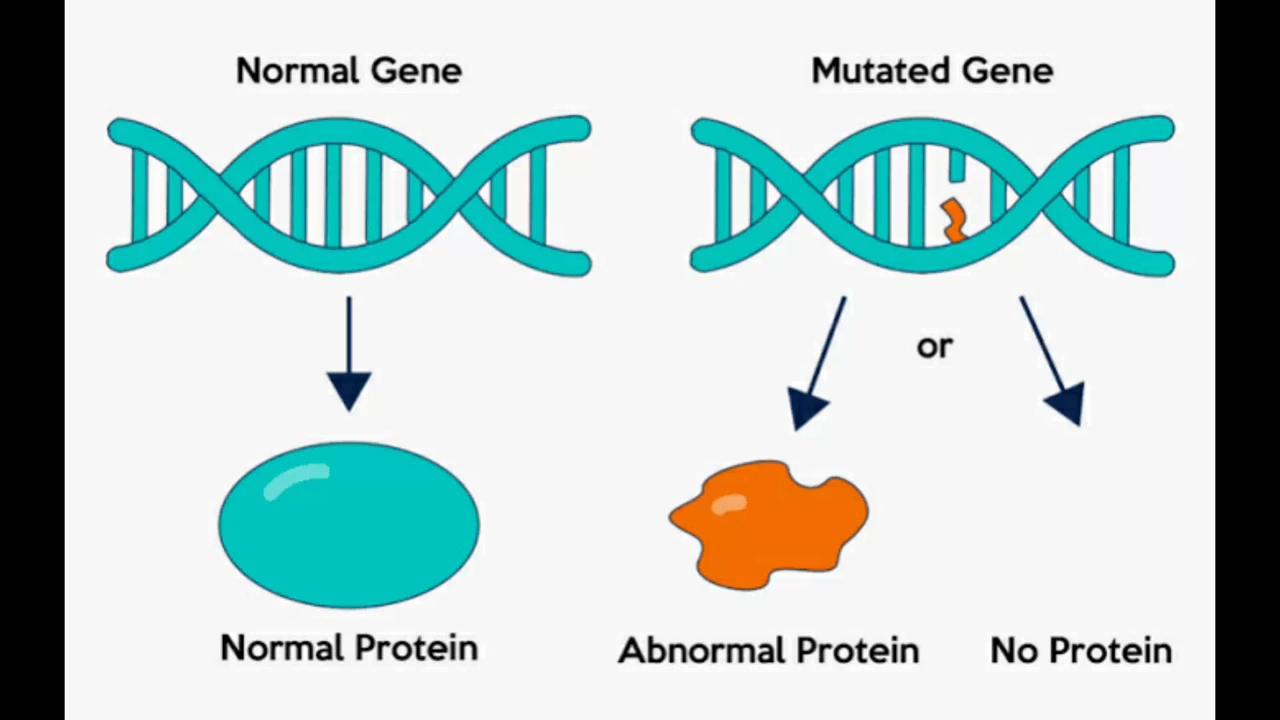 Normal Gene
Mutated Gene
or
Normal Protein
Abnormal Protein
No Protein